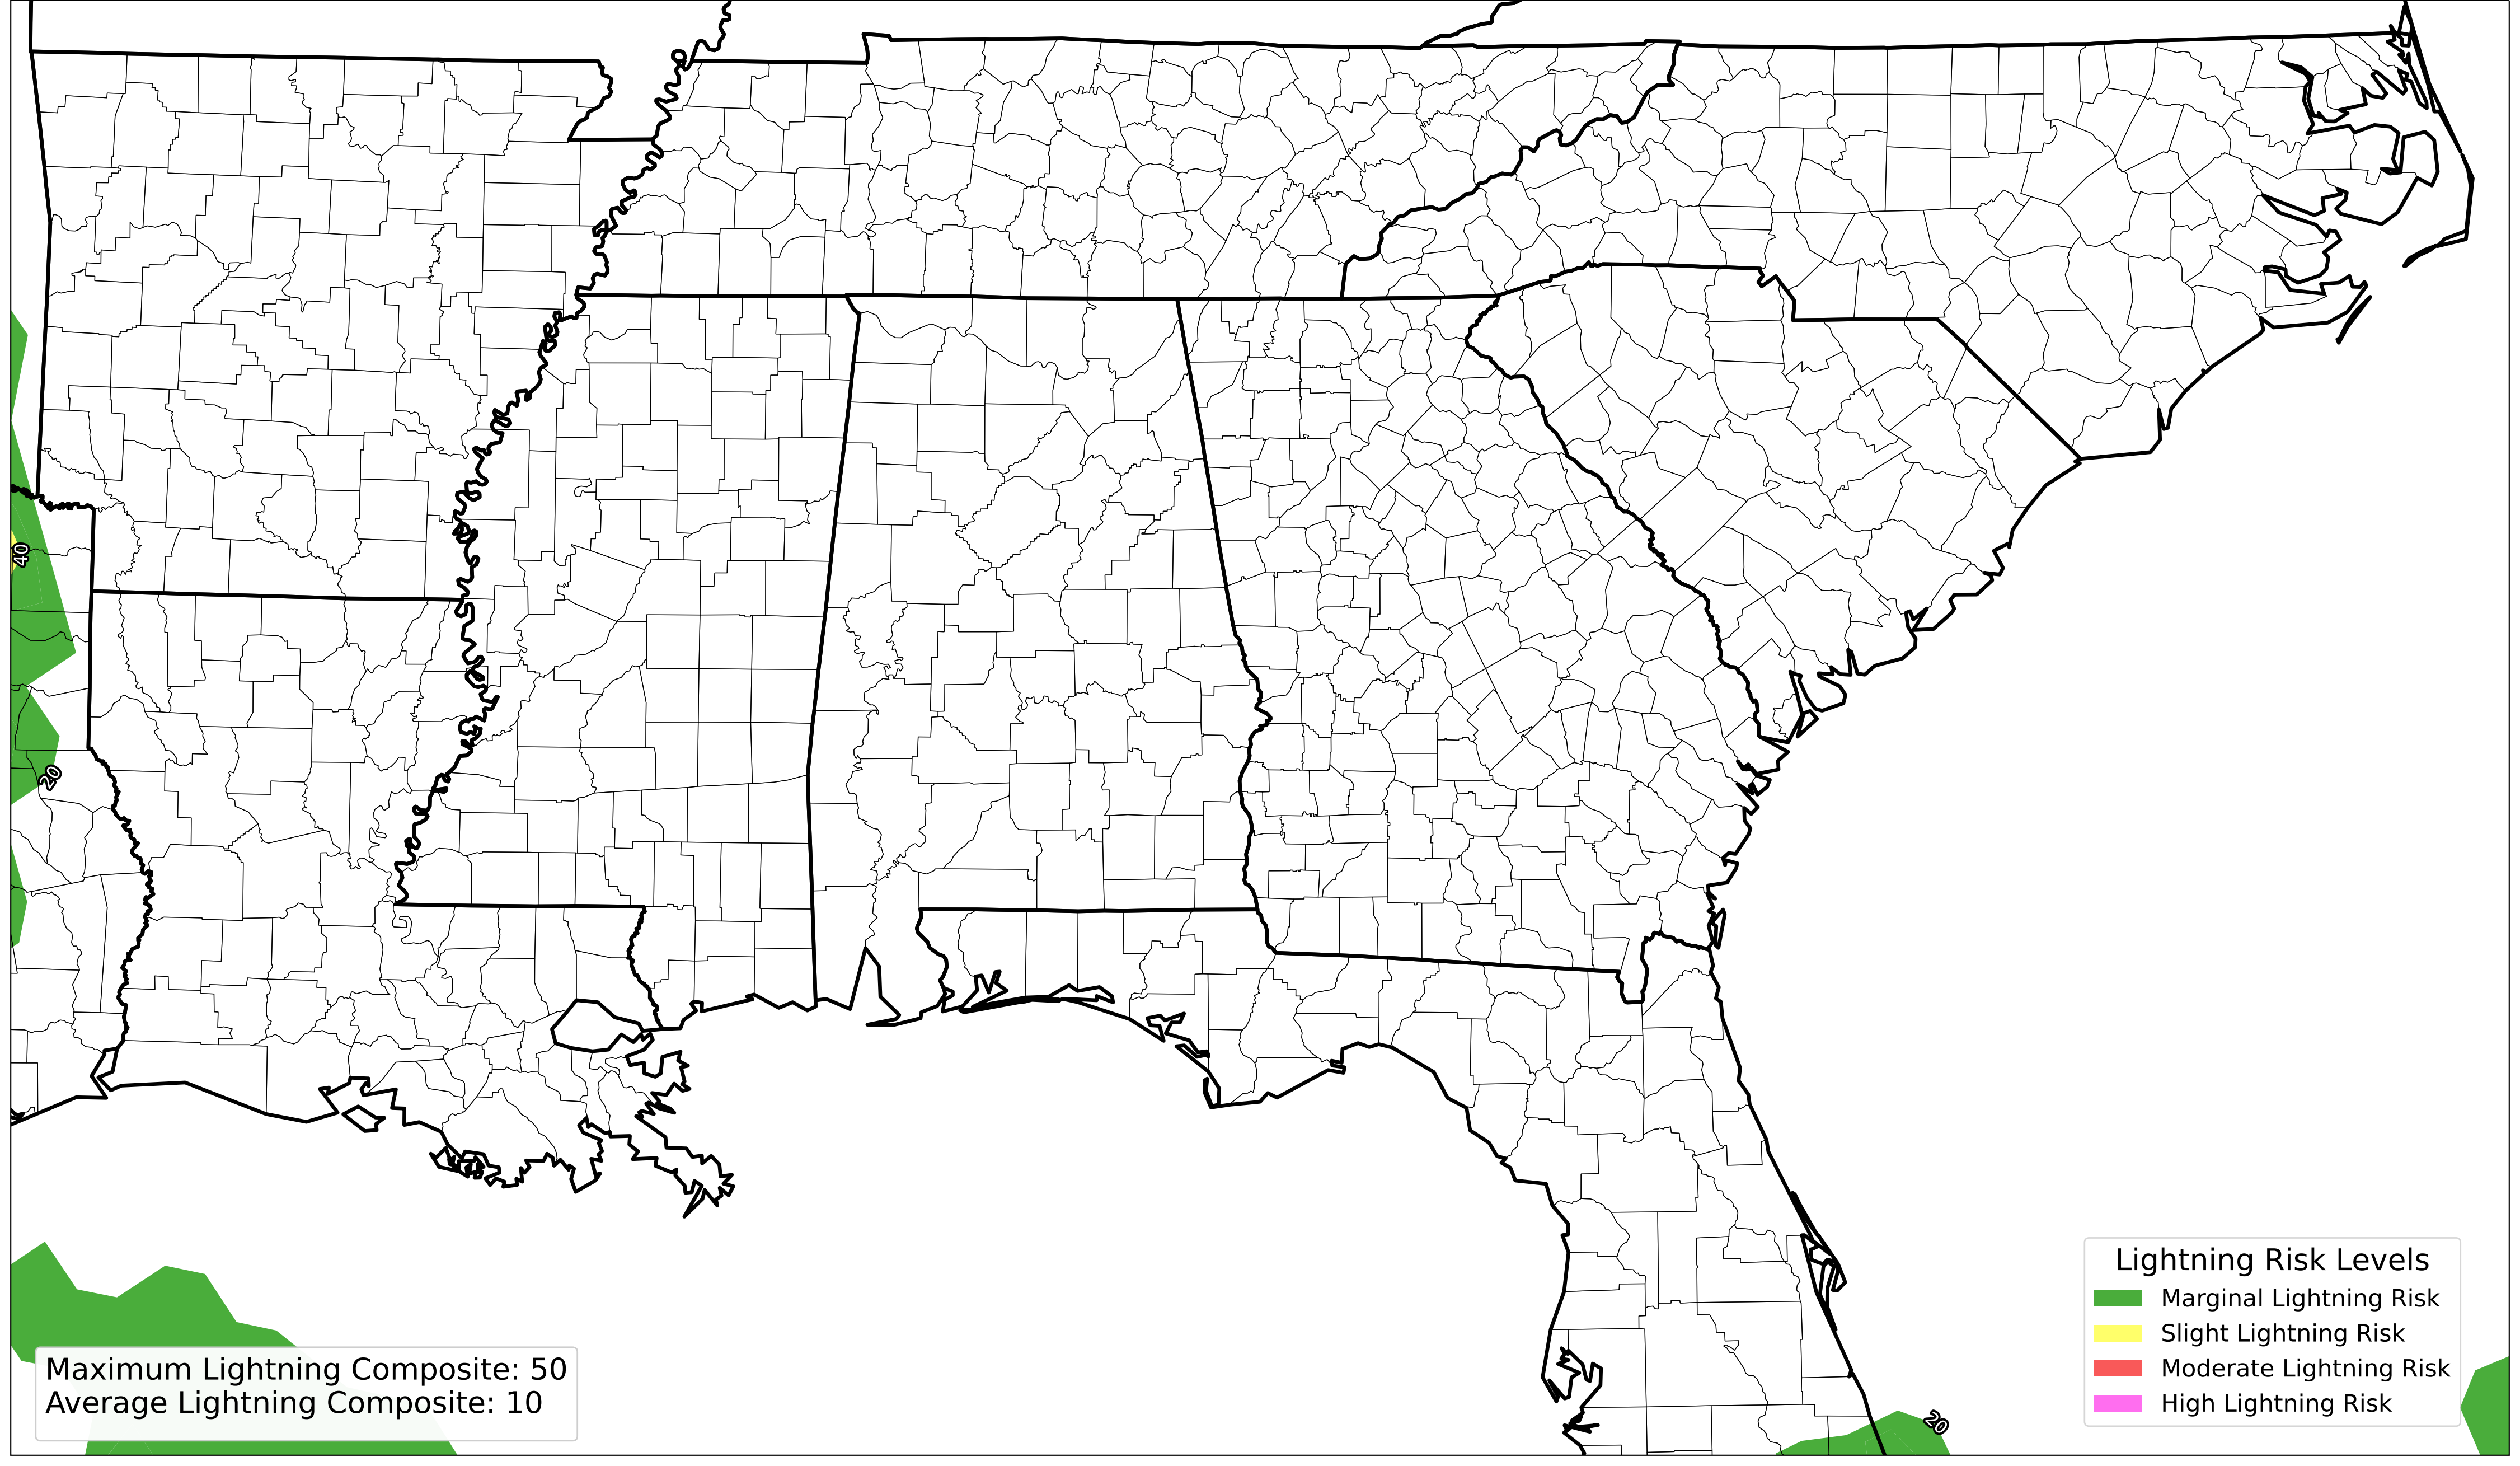 40
20
Maximum Lightning Composite: 50
Average Lightning Composite: 10
20
Lightning Risk Levels
Marginal Lightning Risk
Slight Lightning Risk
Moderate Lightning Risk
High Lightning Risk